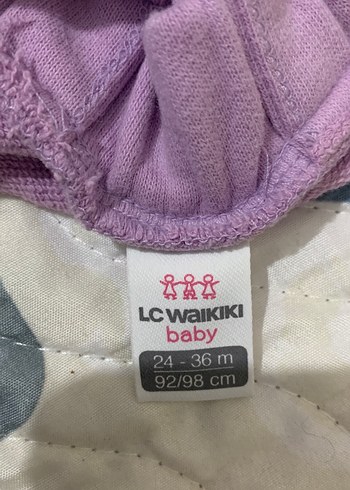 LC WAIKIKI
baby
24 - 36 m
92/98 cm